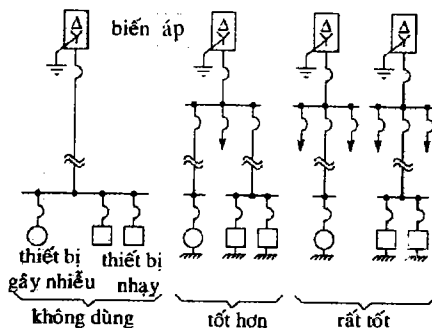 Δ
Y
biến áp
Δ
Y
Δ
Y
Δ
Y
thiết bị
gây nhiễu
thiết bị
nhạy
không dùng
tốt hơn
rất tốt